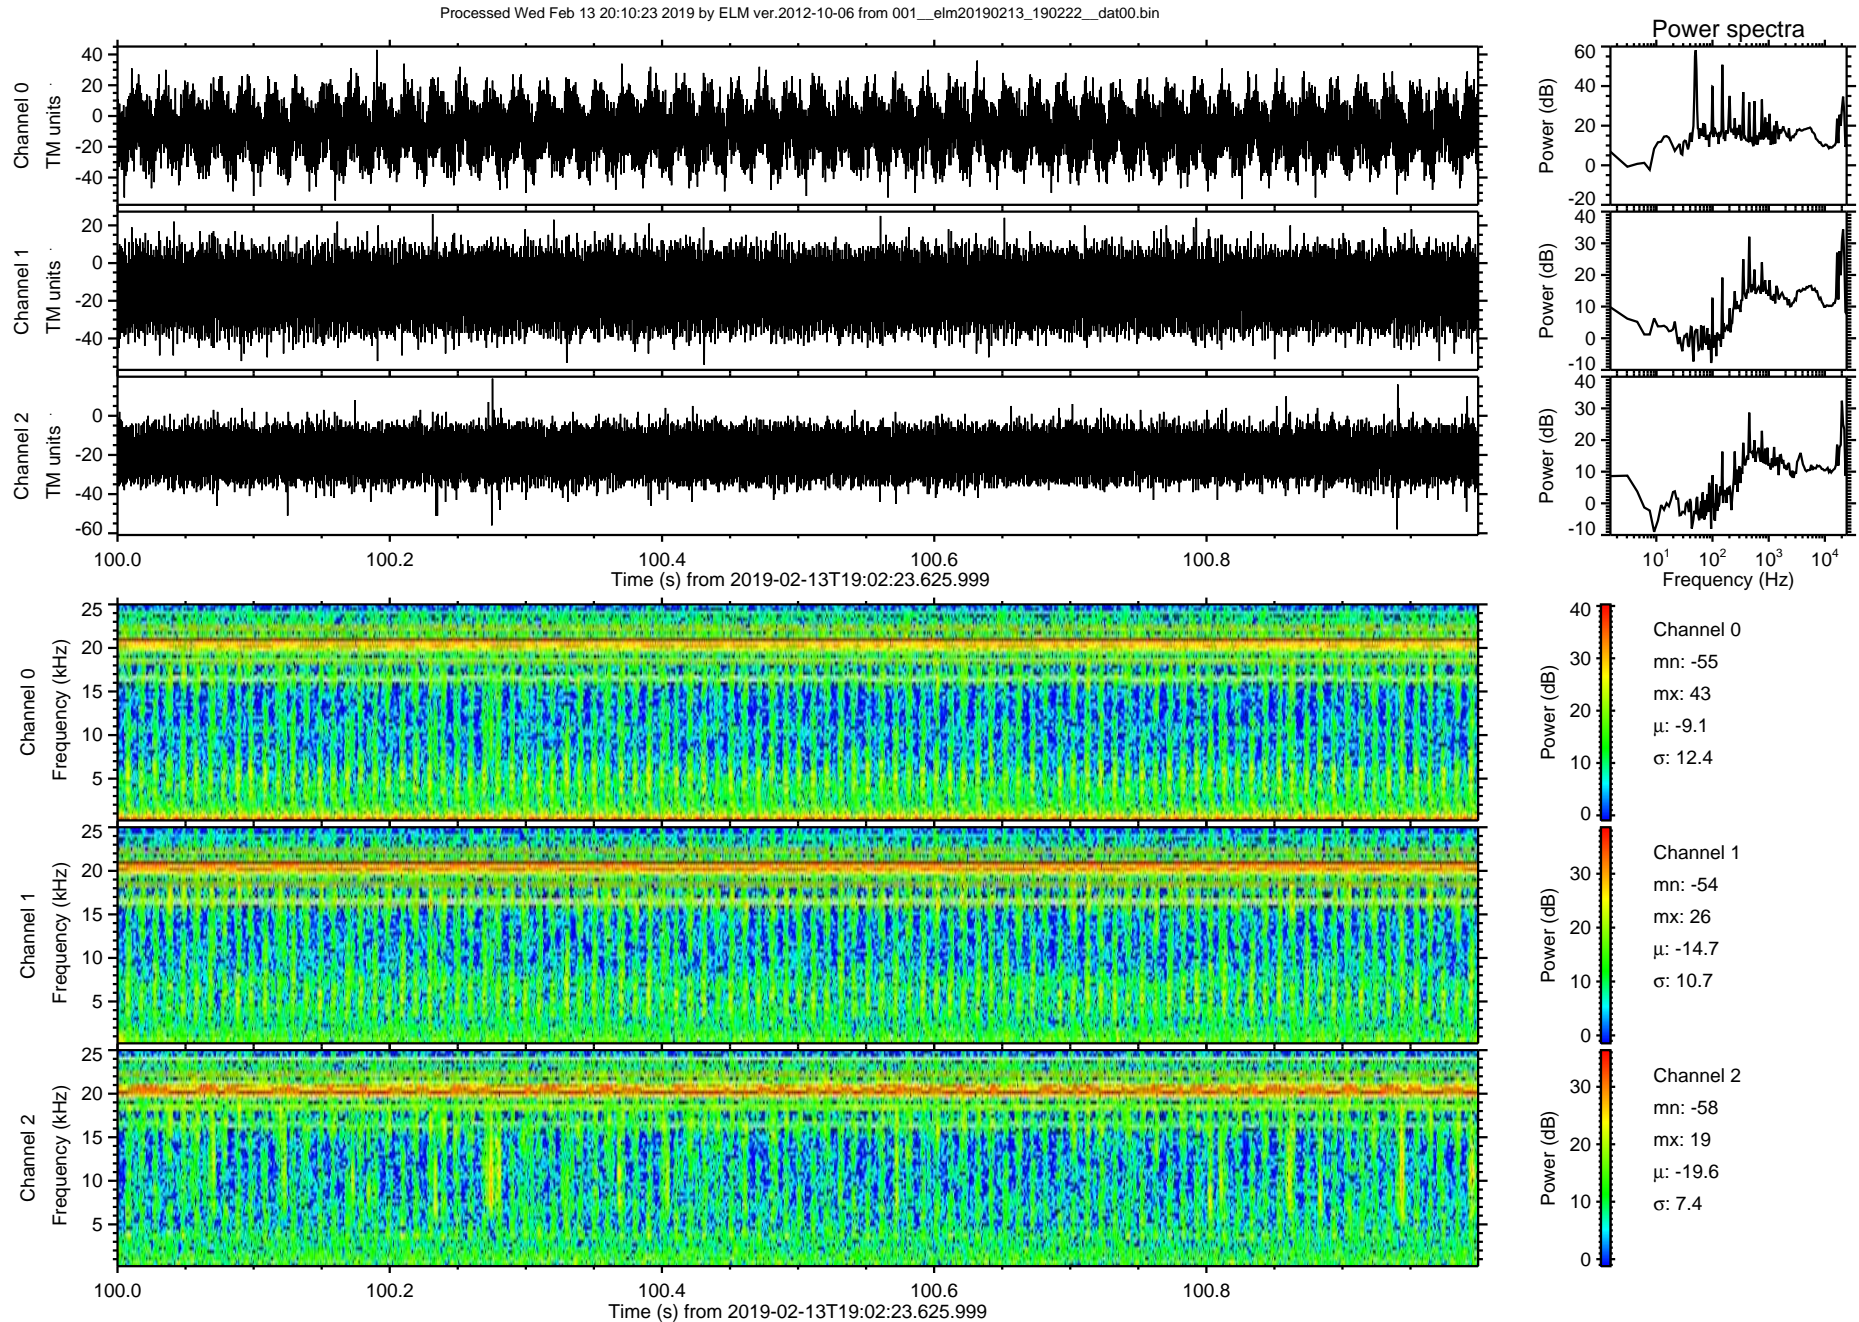 Processed Wed Feb 13 20:10:23 2019 by ELM ver.2012-10-06 from 001__elm20190213_190222__dat00.bin
Power spectra
Channel 0
TM units
40
20
0
-20
-40
Power (dB)
60
40
20
0
-20
Channel 1
TM units
20
0
-20
-40
Power (dB)
40
30
20
10
0
-10
Channel 2
TM units
0
-20
-40
-60
Power (dB)
40
30
20
10
0
-10
100.0 100.2 100.4 100.6 100.8
Time (s) from 2019-02-13T19:02:23.625.999
10¹ 10² 10³ 10⁴
Frequency (Hz)
Channel 0
Frequency (kHz)
25
20
15
10
5
Power (dB)
40
30
20
10
0
Channel 0
mn: -55
mx: 43
μ: -9.1
σ: 12.4
Channel 1
Frequency (kHz)
25
20
15
10
5
Power (dB)
30
20
10
0
Channel 1
mn: -54
mx: 26
μ: -14.7
σ: 10.7
Channel 2
Frequency (kHz)
25
20
15
10
5
Power (dB)
30
20
10
0
Channel 2
mn: -58
mx: 19
μ: -19.6
σ: 7.4
100.0 100.2 100.4 100.6 100.8
Time (s) from 2019-02-13T19:02:23.625.999